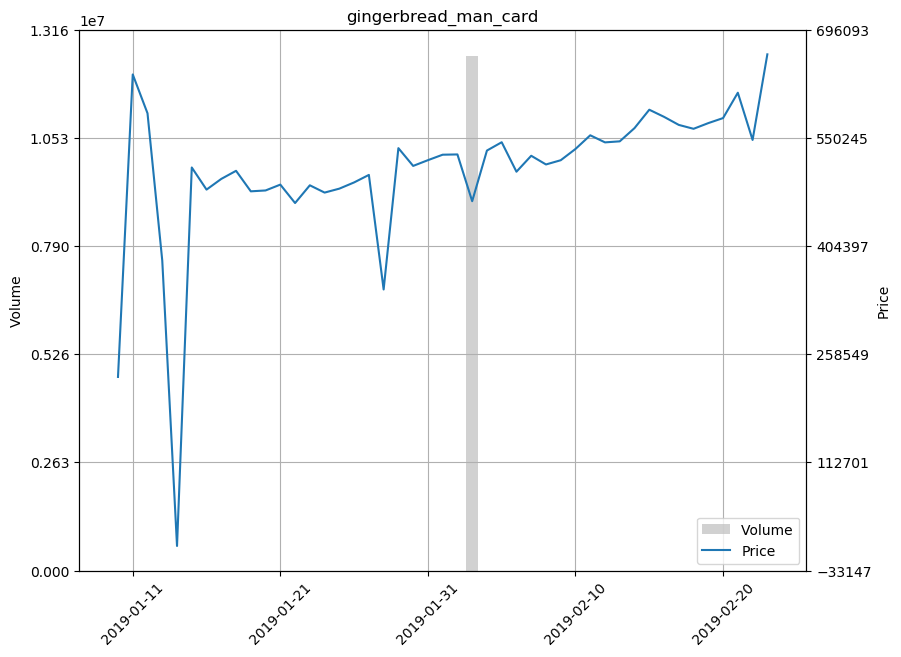 gingerbread_man_card
1e7
1.316
1.053
0.790
0.526
0.263
0.000
Volume
696093
550245
404397
258549
112701
−33147
Price
Volume
Price
2019-01-11
2019-01-21
2019-01-31
2019-02-10
2019-02-20